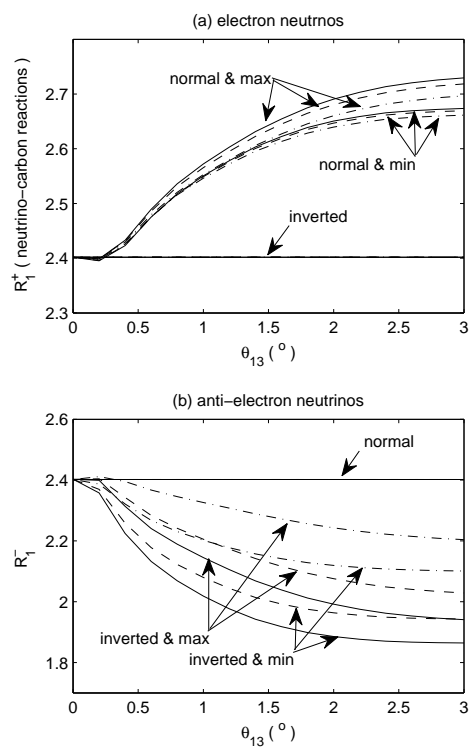 (a) electron neutrnos
R₁⁺ ( neutrino−carbon reactions )
2.8
2.7
2.6
2.5
2.4
2.3
normal & max
normal & min
inverted
0 0.5 1 1.5 2 2.5 3
θ₁₃ ( ° )
(b) anti−electron neutrinos
R₁⁻
2.6
2.4
2.2
2
1.8
normal
inverted & max
inverted & min
0 0.5 1 1.5 2 2.5 3
θ₁₃ ( ° )